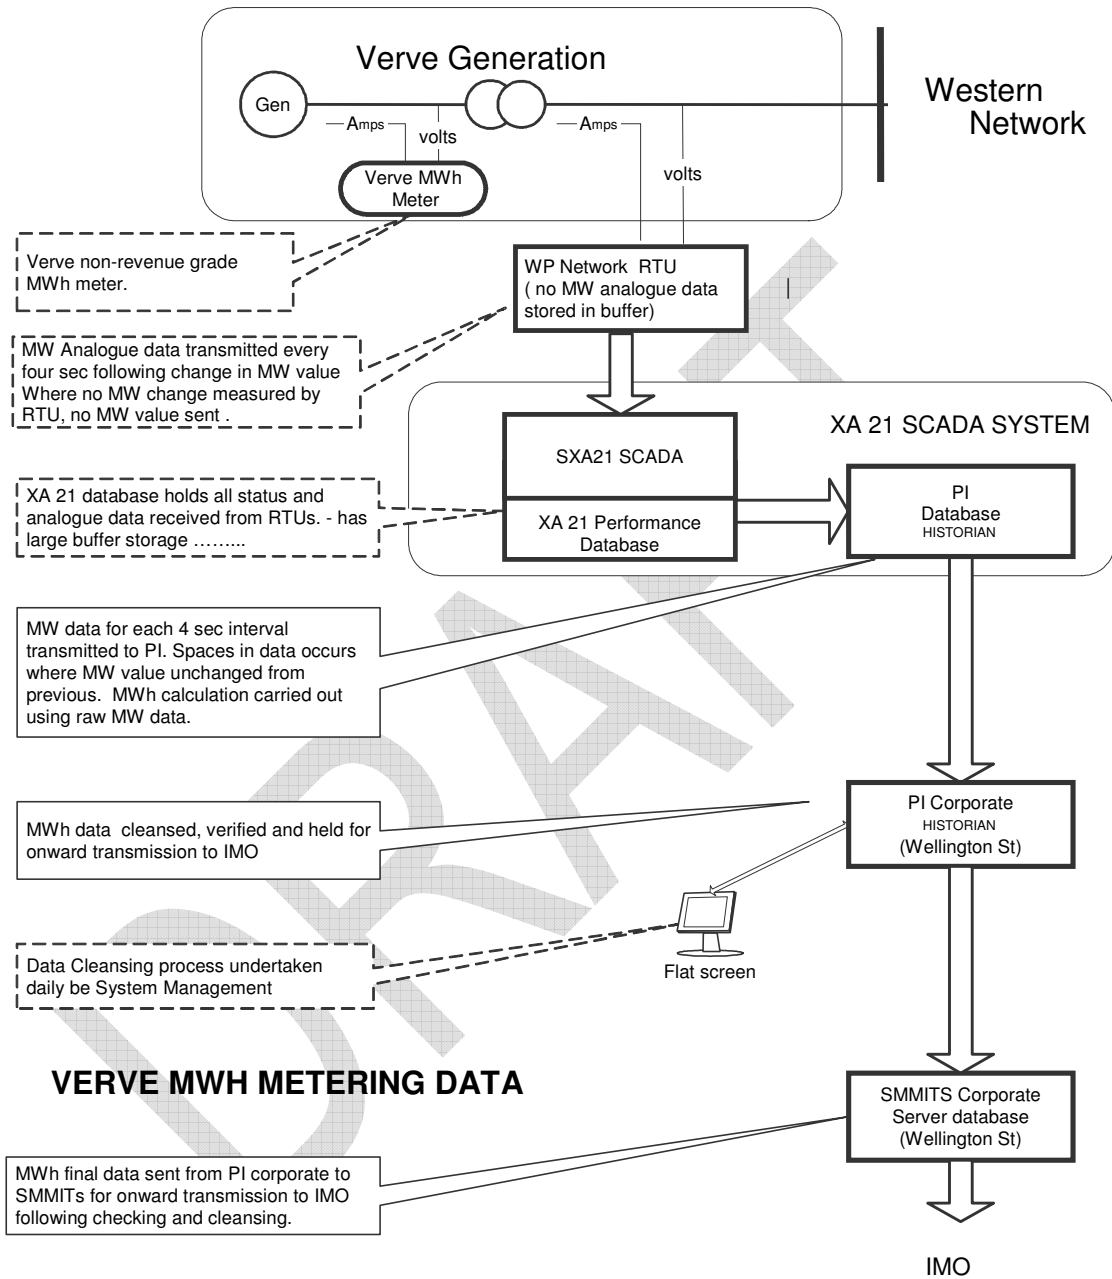 Verve Generation
Western
Network
Gen
Amps
volts
Amps
volts
Verve MWh
Meter
Verve non-revenue grade
MWh meter.
WP Network RTU
( no MW analogue data
stored in buffer)
MW Analogue data transmitted every
four sec following change in MW value
Where no MW change measured by
RTU, no MW value sent .
XA 21 SCADA SYSTEM
SXA21 SCADA
XA 21 Performance
Database
PI
Database
HISTORIAN
XA 21 database holds all status and
analogue data received from RTUs. - has
large buffer storage ……...
MW data for each 4 sec interval
transmitted to PI. Spaces in data occurs
where MW value unchanged from
previous. MWh calculation carried out
using raw MW data.
PI Corporate
HISTORIAN
(Wellington St)
MWh data cleansed, verified and held for
onward transmission to IMO
Flat screen
Data Cleansing process undertaken
daily be System Management
VERVE MWH METERING DATA
SMMITS Corporate
Server database
(Wellington St)
MWh final data sent from PI corporate to
SMMITs for onward transmission to IMO
following checking and cleansing.
IMO
DRAFT